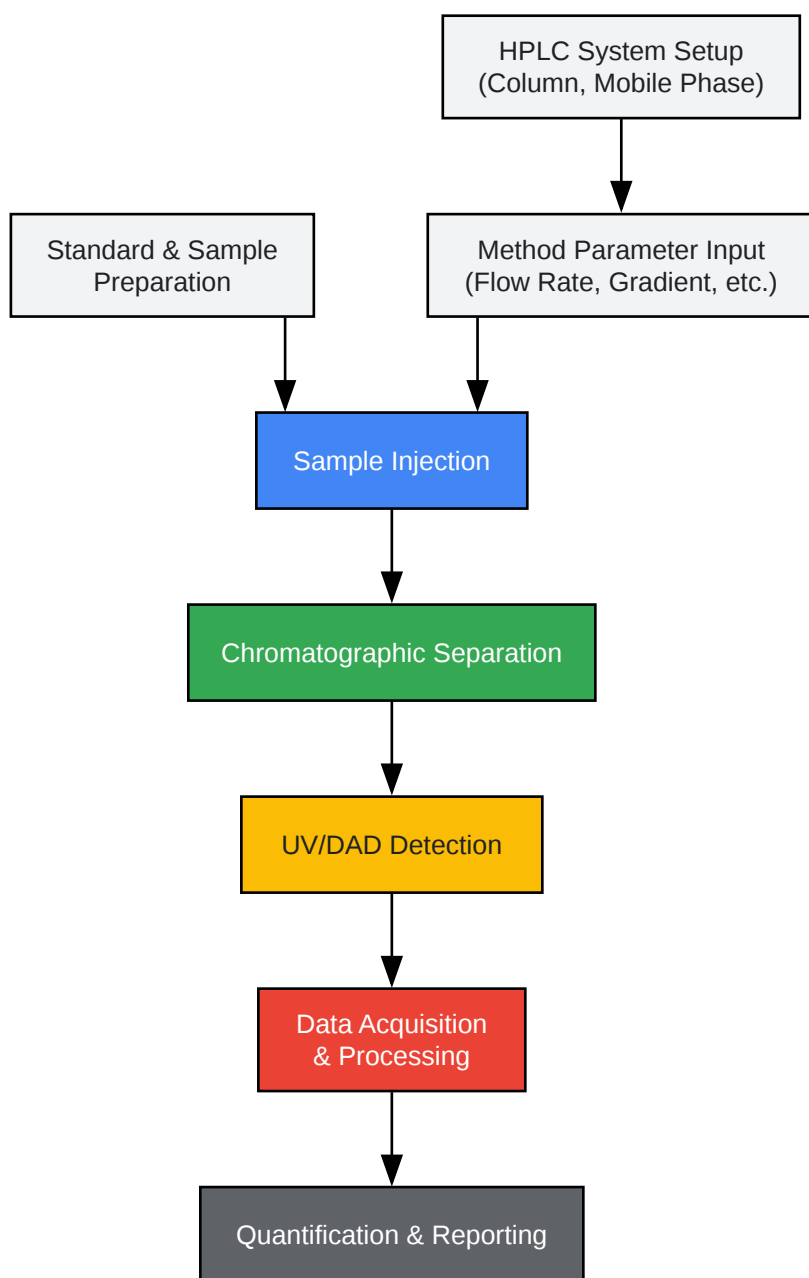 HPLC System Setup
(Column, Mobile Phase)
Standard & Sample
Preparation
Method Parameter Input
(Flow Rate, Gradient, etc.)
Sample Injection
Chromatographic Separation
UV/DAD Detection
Data Acquisition
& Processing
Quantification & Reporting